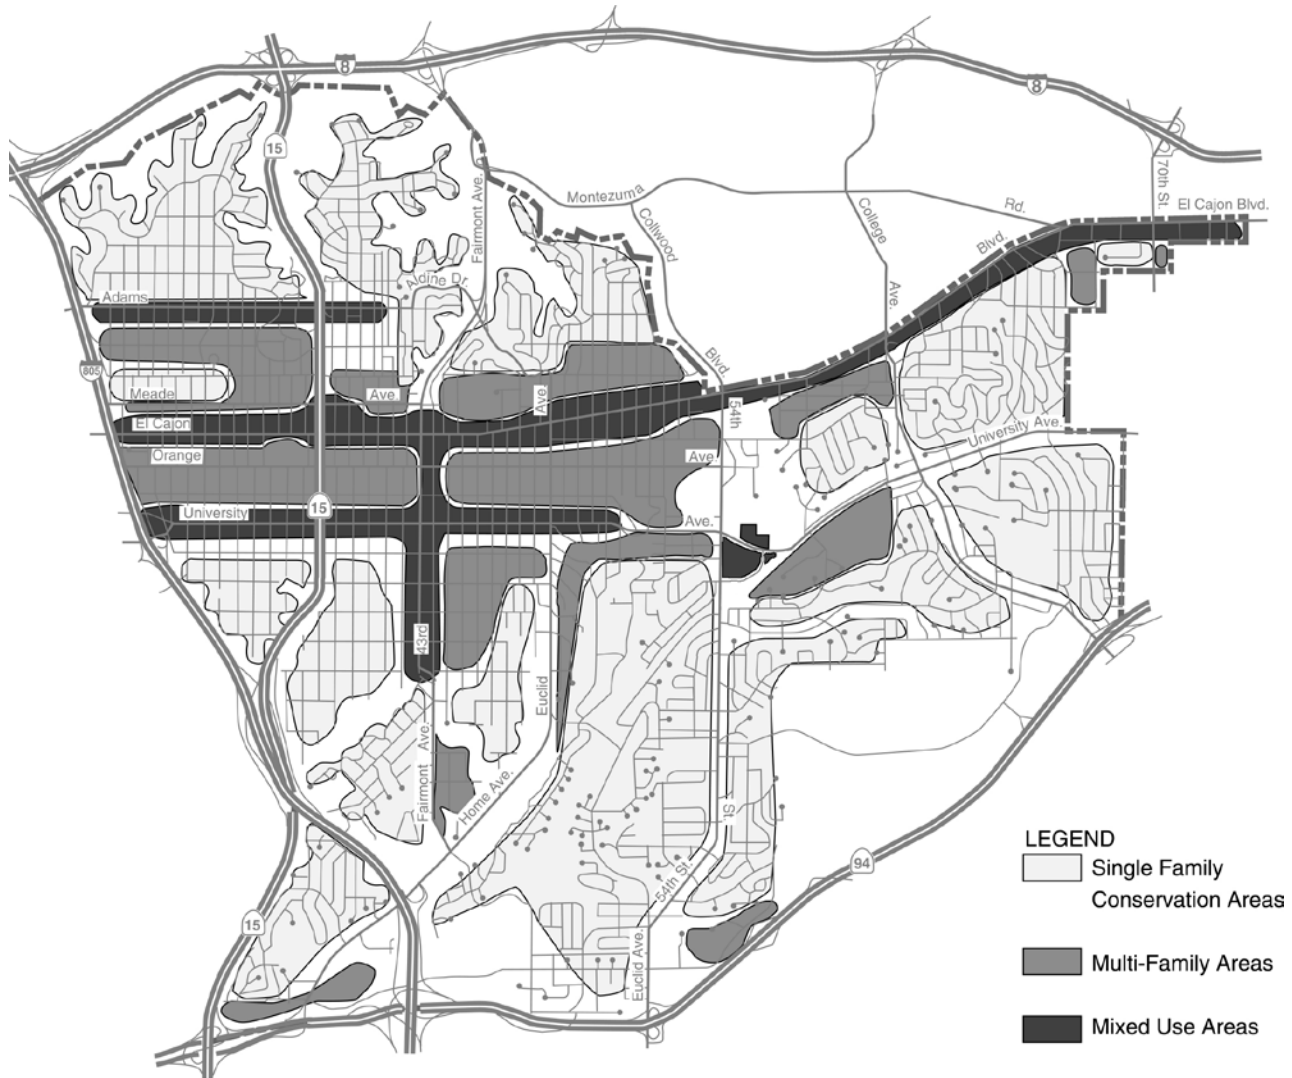 8
8
15
Montezuma
Rd.
70th St.
El Cajon Blvd.
Fairmont Ave.
Collwood
Blvd.
College
Ave.
Blvd.
Aldine Dr.
Adams
805
Meade
Ave.
Ave.
54th
El Cajon
University Ave.
Orange
Ave
15
University
Ave.
43rd
Euclid
Fairmont Ave.
Home Ave.
St.
54th St.
94
15
Euclid Ave.
LEGEND
Single Family
Conservation Areas
Multi-Family Areas
Mixed Use Areas